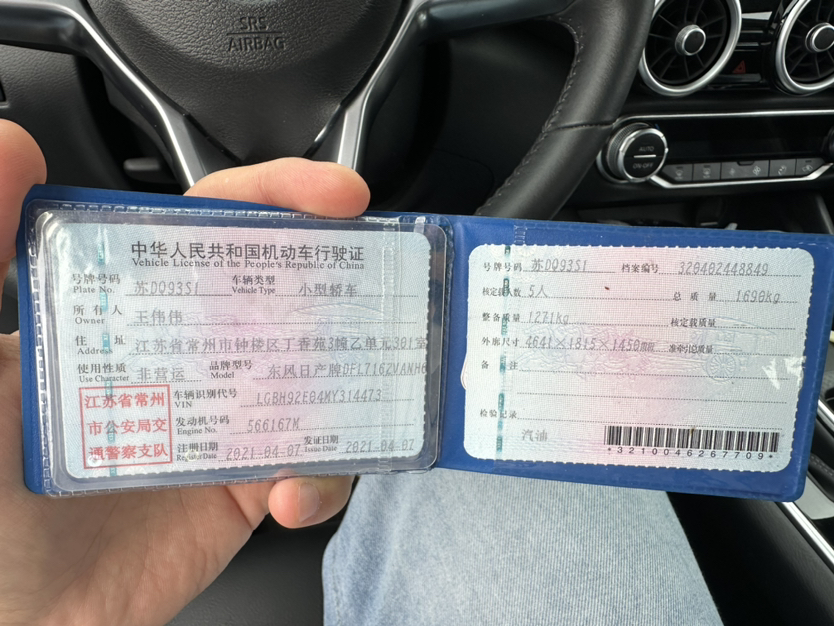 SRS
AIRBAG
AUTO
ON·OFF
中华人民共和国机动车行驶证
Vehicle License of the People's Republic of China
号牌号码 苏DQ93S1 车辆类型 小型轿车
Plate No. Vehicle Type
所有人 王伟伟
Owner
住址 江苏省常州市钟楼区丁香苑3幢乙单元301室
Address
使用性质 非营运 品牌型号 东风日产牌DFL7162VANH6
Use Character Model
江苏省常州
市公安局交
通警察支队
车辆识别代号 LGBH92E04MY314473
VIN
发动机号码 566167M
Engine No.
注册日期 2021-04-07 发证日期 2021-04-07
Register Date Issue Date
号牌号码 苏DQ93S1 档案编号 320402448849
核定载人数 5人 总质量 1690kg
整备质量 1271kg 核定载质量
外廓尺寸 4641×1815×1450mm 准牵引总质量
备注
检验记录
汽油
*3210046267709*